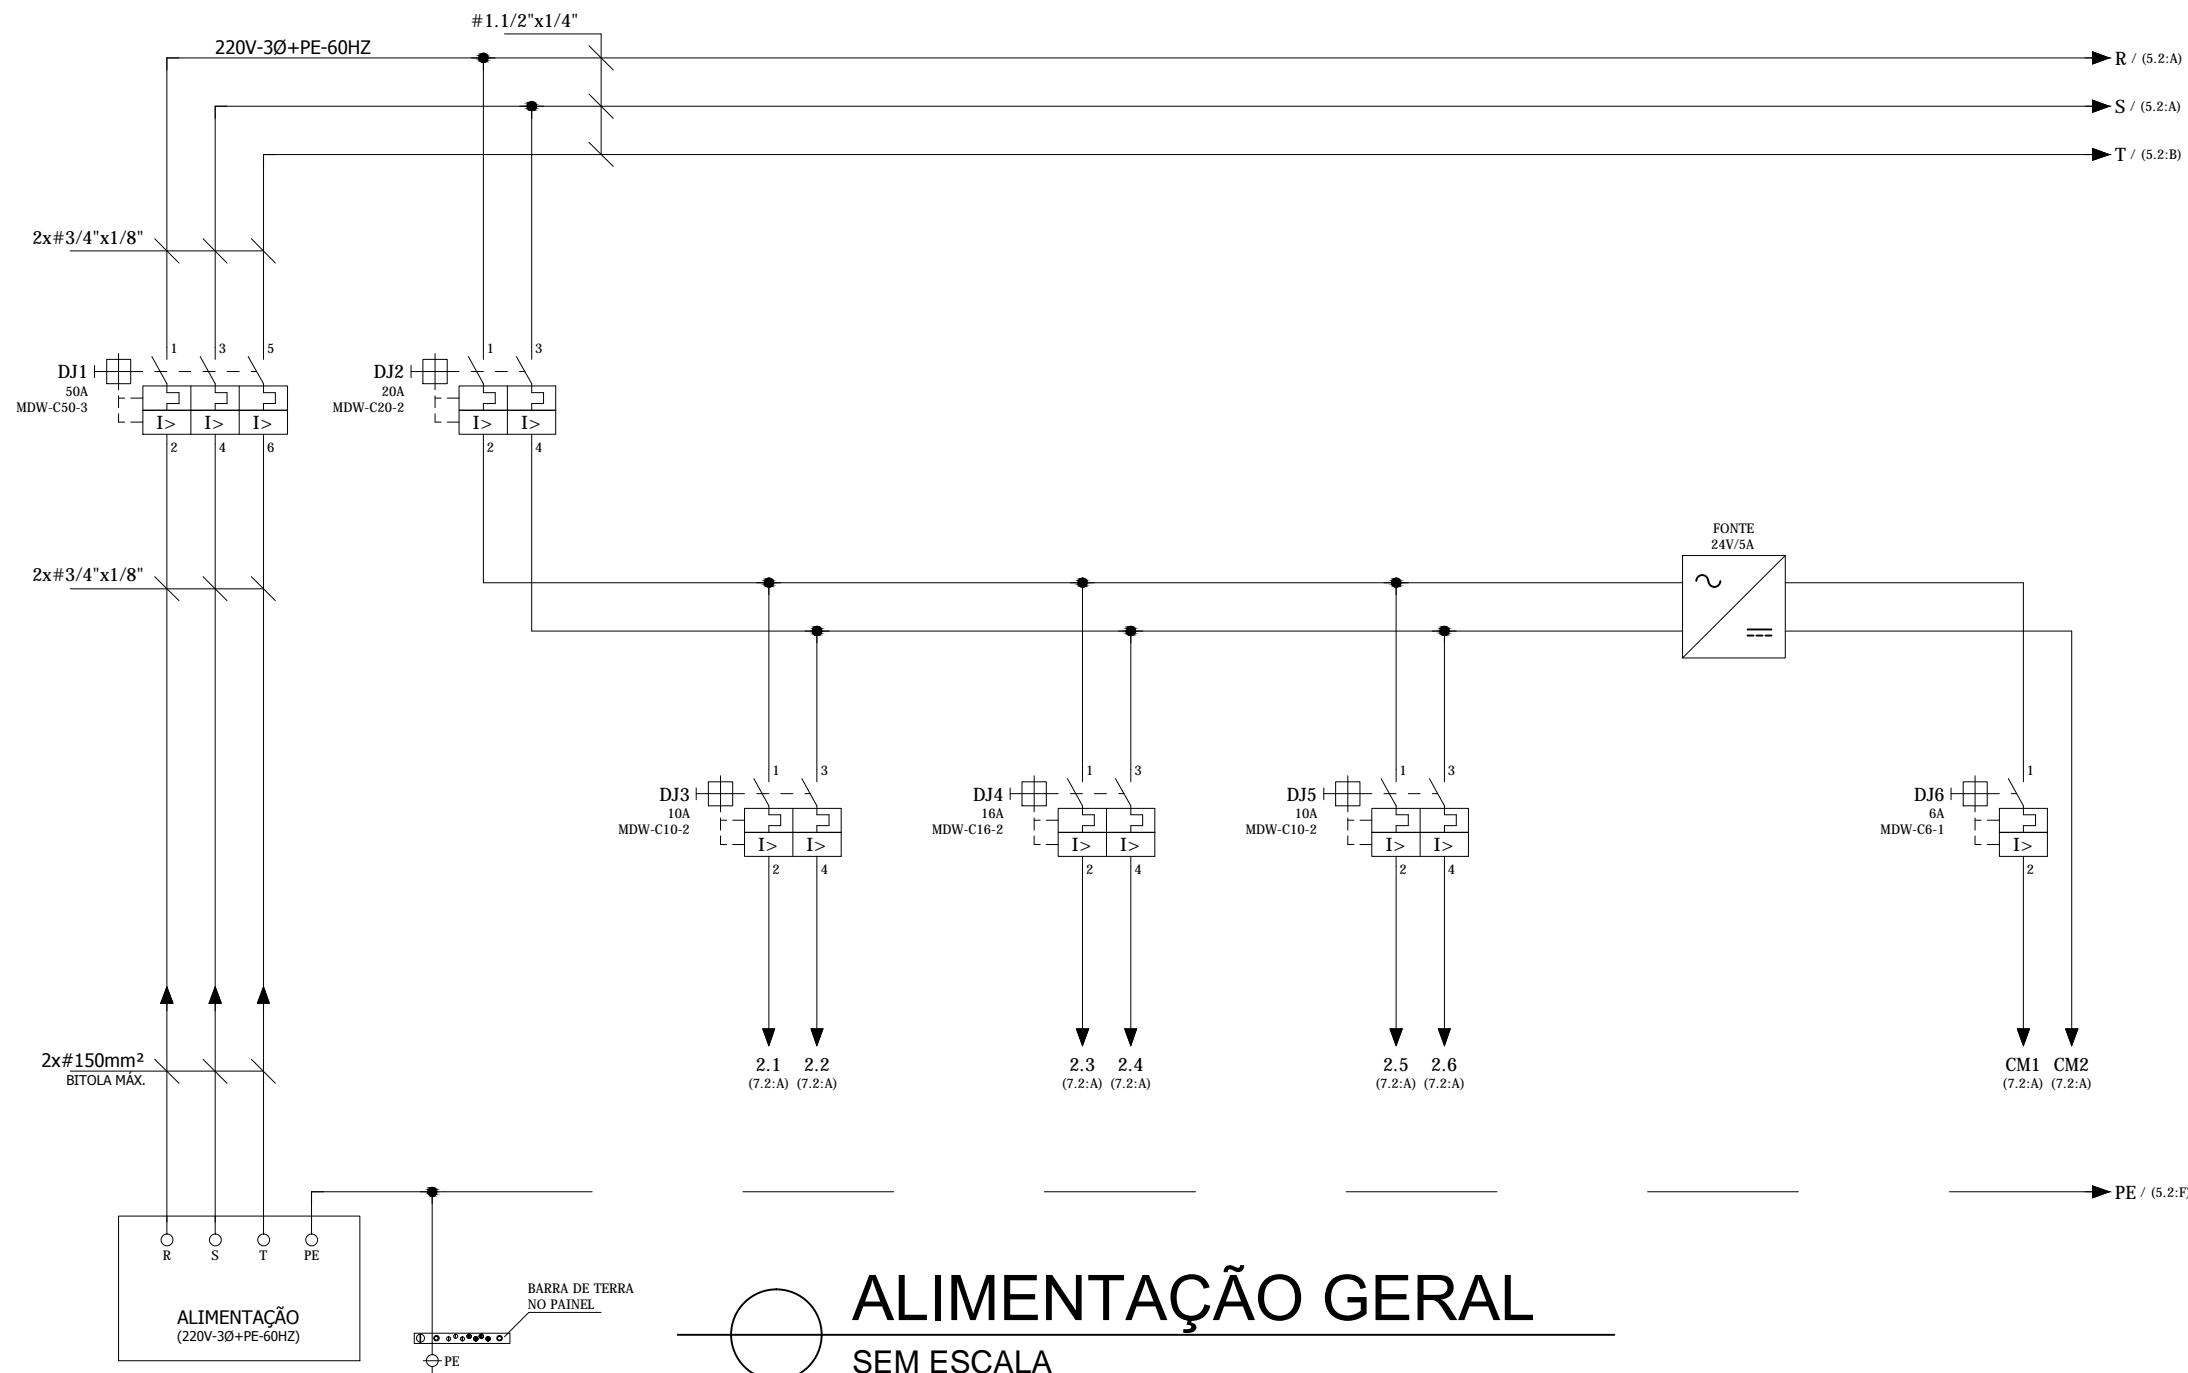 #1.1/2"x1/4"
220V-3Ø+PE-60HZ
R / (5.2:A)
S / (5.2:A)
T / (5.2:B)
2x#3/4"x1/8"
1 3 5
DJ1
50A
MDW-C50-3
I> I> I>
2 4 6
1 3
DJ2
20A
MDW-C20-2
I> I>
2 4
2x#3/4"x1/8"
FONTE
24V/5A
1 3
DJ3
10A
MDW-C10-2
I> I>
2 4
1 3
DJ4
16A
MDW-C16-2
I> I>
2 4
1 3
DJ5
10A
MDW-C10-2
I> I>
2 4
1
DJ6
6A
MDW-C6-1
I>
2
2x#150mm²
BITOLA MÁX.
2.1 2.2 2.3 2.4 2.5 2.6 CM1 CM2
(7.2:A) (7.2:A) (7.2:A) (7.2:A) (7.2:A) (7.2:A) (7.2:A) (7.2:A)
PE / (5.2:F)
R S T PE
ALIMENTAÇÃO
(220V-3Ø+PE-60HZ)
BARRA DE TERRA
NO PAINEL
PE
ALIMENTAÇÃO GERAL
SEM ESCALA